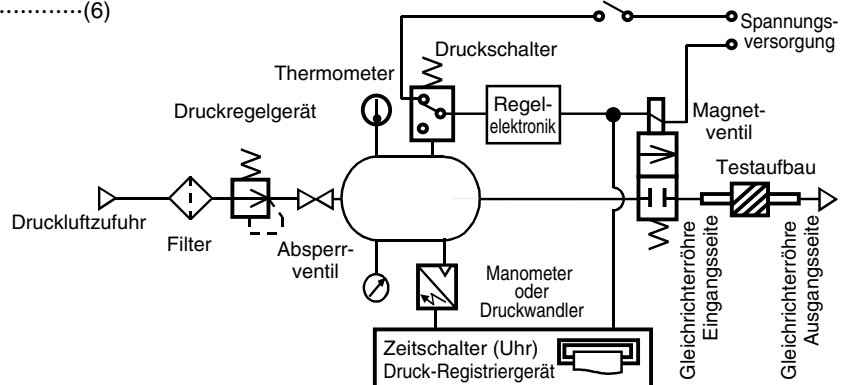 ············(6)
Spannungs-
versorgung
Druckschalter
Thermometer
Druckregelgerät
Regel-
elektronik
Magnet-
ventil
Testaufbau
Druckluftzufuhr
Filter
Absperr-
ventil
Manometer
oder
Druckwandler
Gleichrichterröhre
Eingangsseite
Gleichrichterröhre
Ausgangsseite
Zeitschalter (Uhr)
Druck-Registriergerät